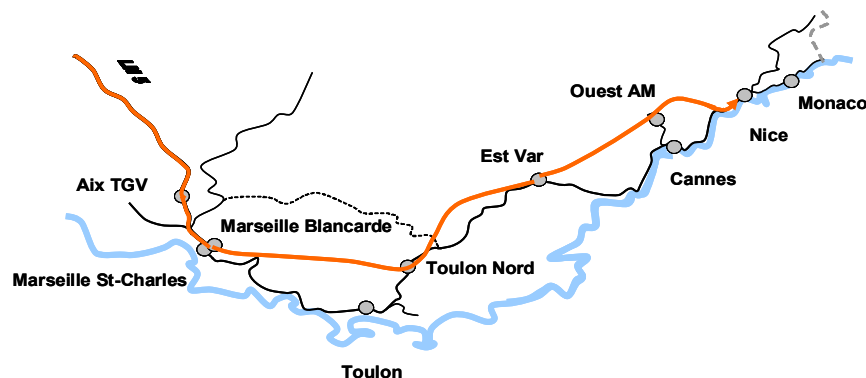 Ouest AM
Monaco
Nice
Est Var
Cannes
Aix TGV
Marseille Blancarde
Toulon Nord
Marseille St-Charles
Toulon